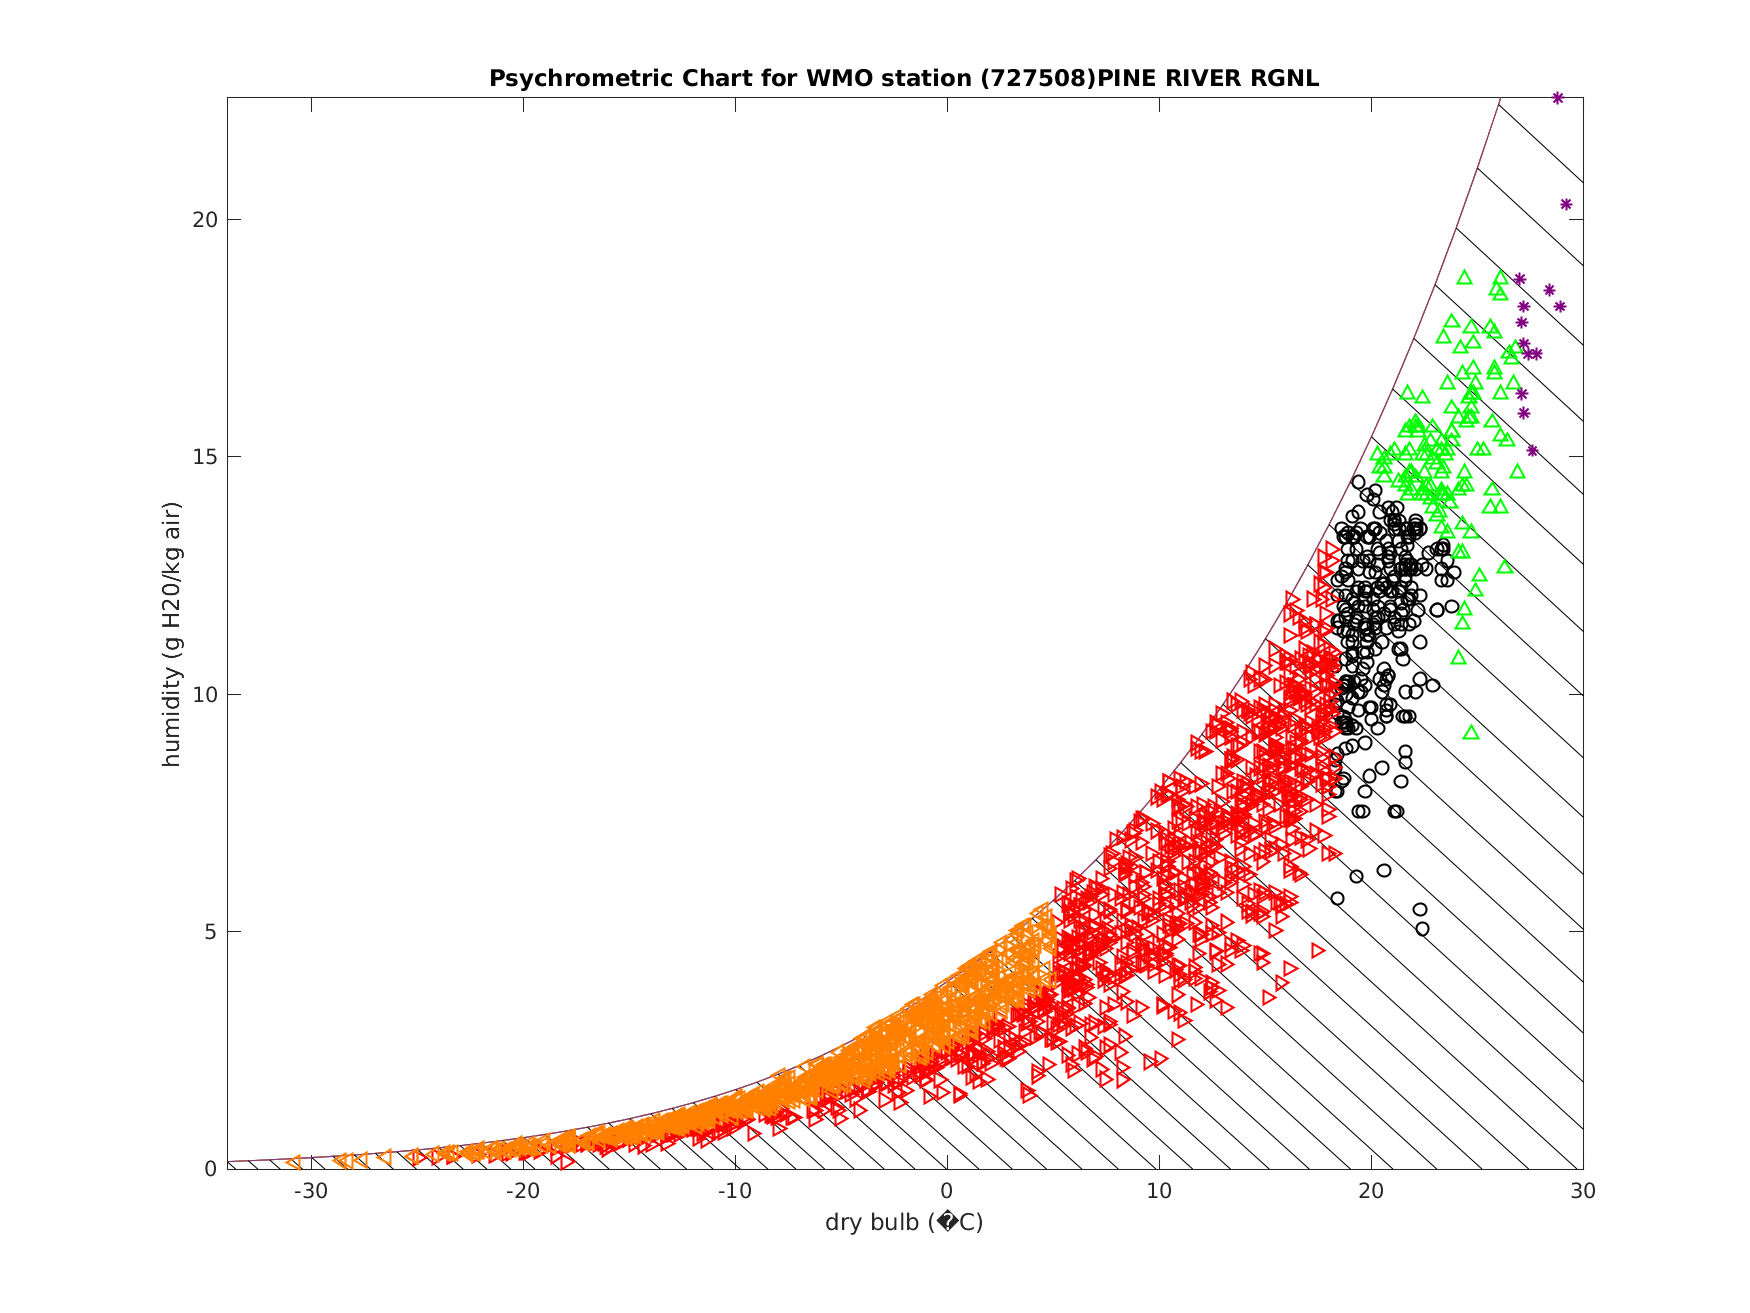 Psychrometric Chart for WMO station (727508)PINE RIVER RGNL
humidity (g H20/kg air)
20
15
10
5
0
-30 -20 -10 0 10 20 30
dry bulb (�C)